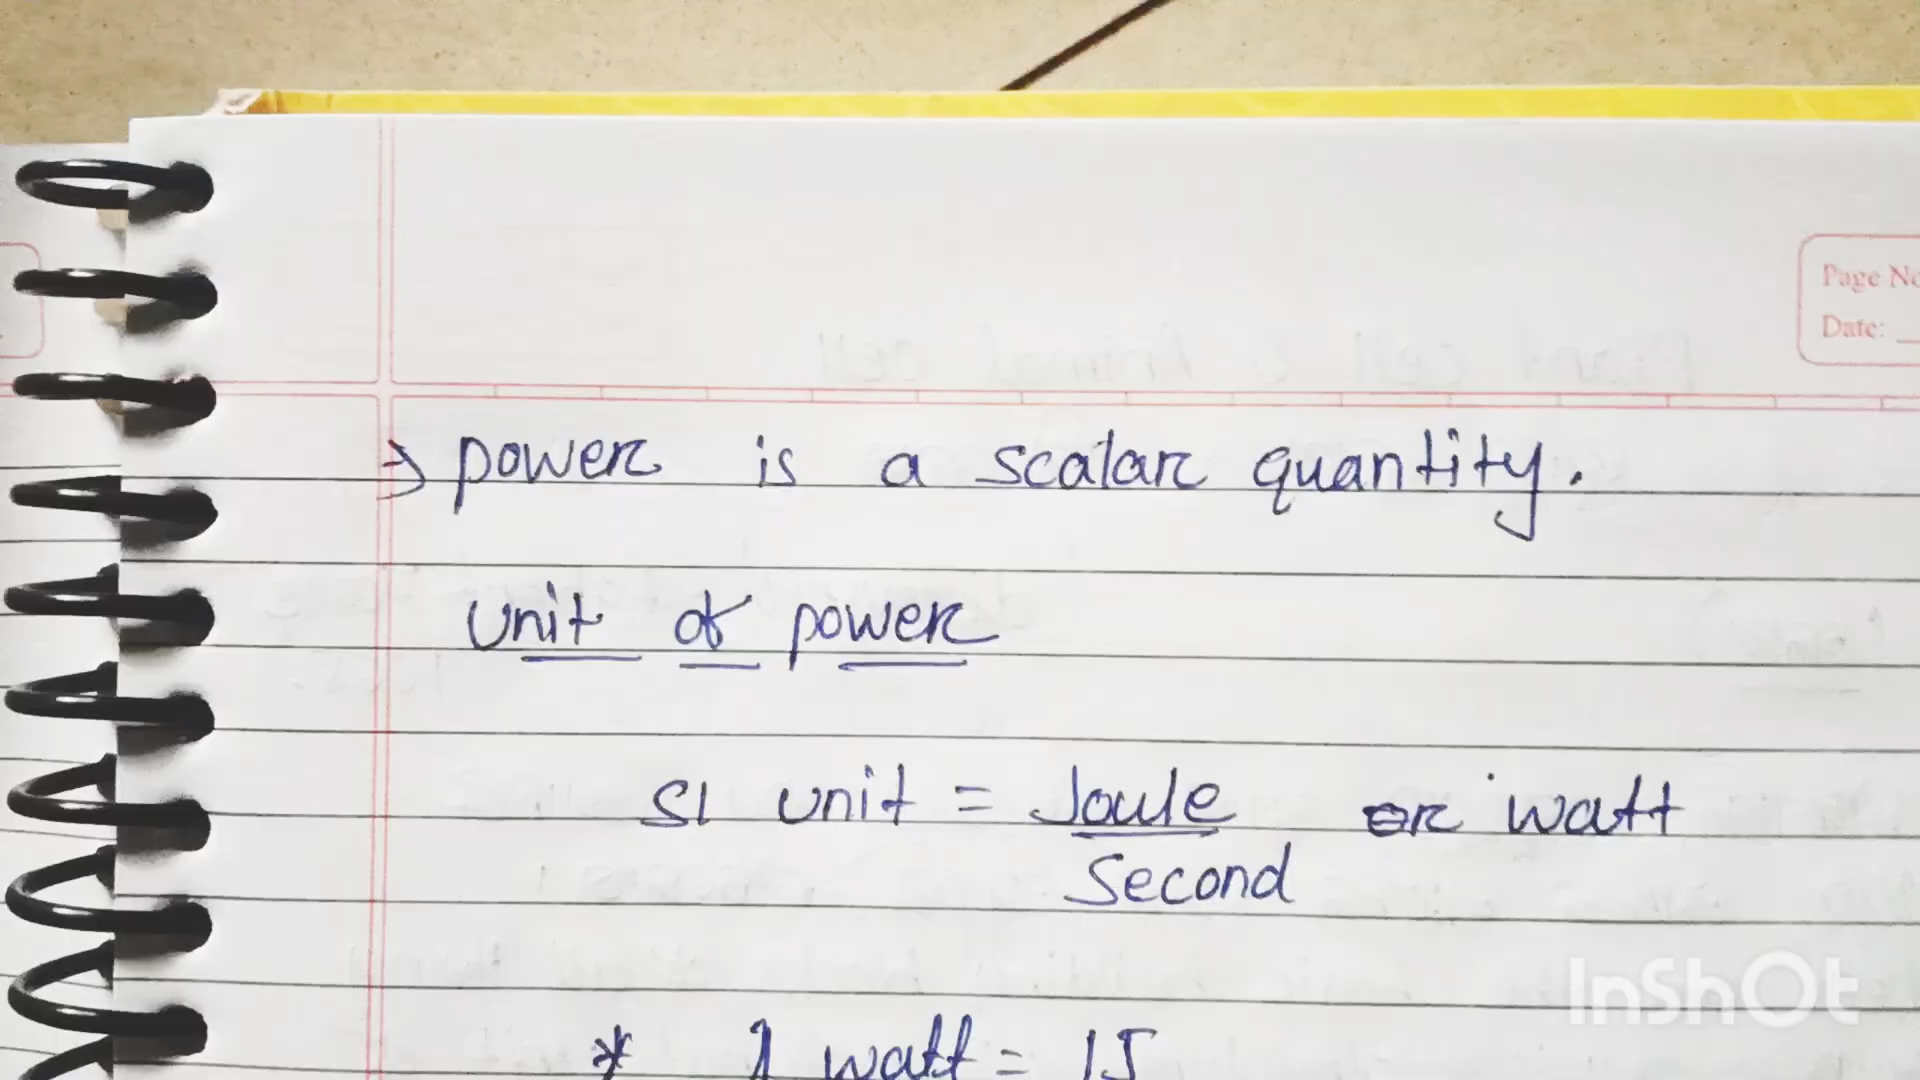 Page No
Date:
→ power is a scalar quantity.
Unit of power
SI unit = Joule or watt
Second
* 1 watt = 1J
InShOt